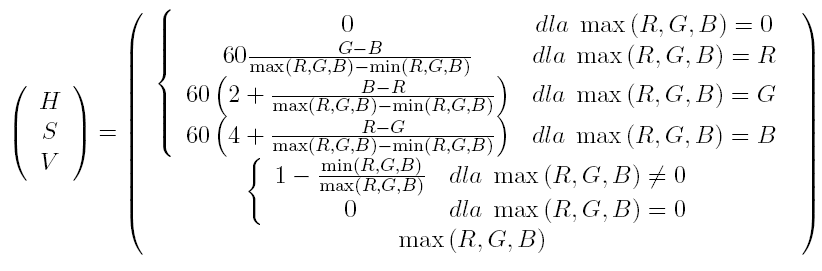 0 dla max (R, G, B) = 0
60 G−B / max(R,G,B)−min(R,G,B) dla max (R, G, B) = R
60 (2 + B−R / max(R,G,B)−min(R,G,B)) dla max (R, G, B) = G
60 (4 + R−G / max(R,G,B)−min(R,G,B)) dla max (R, G, B) = B
(H S V) =
1 − min(R,G,B) / max(R,G,B) dla max (R, G, B) ≠ 0
0 dla max (R, G, B) = 0
max (R, G, B)